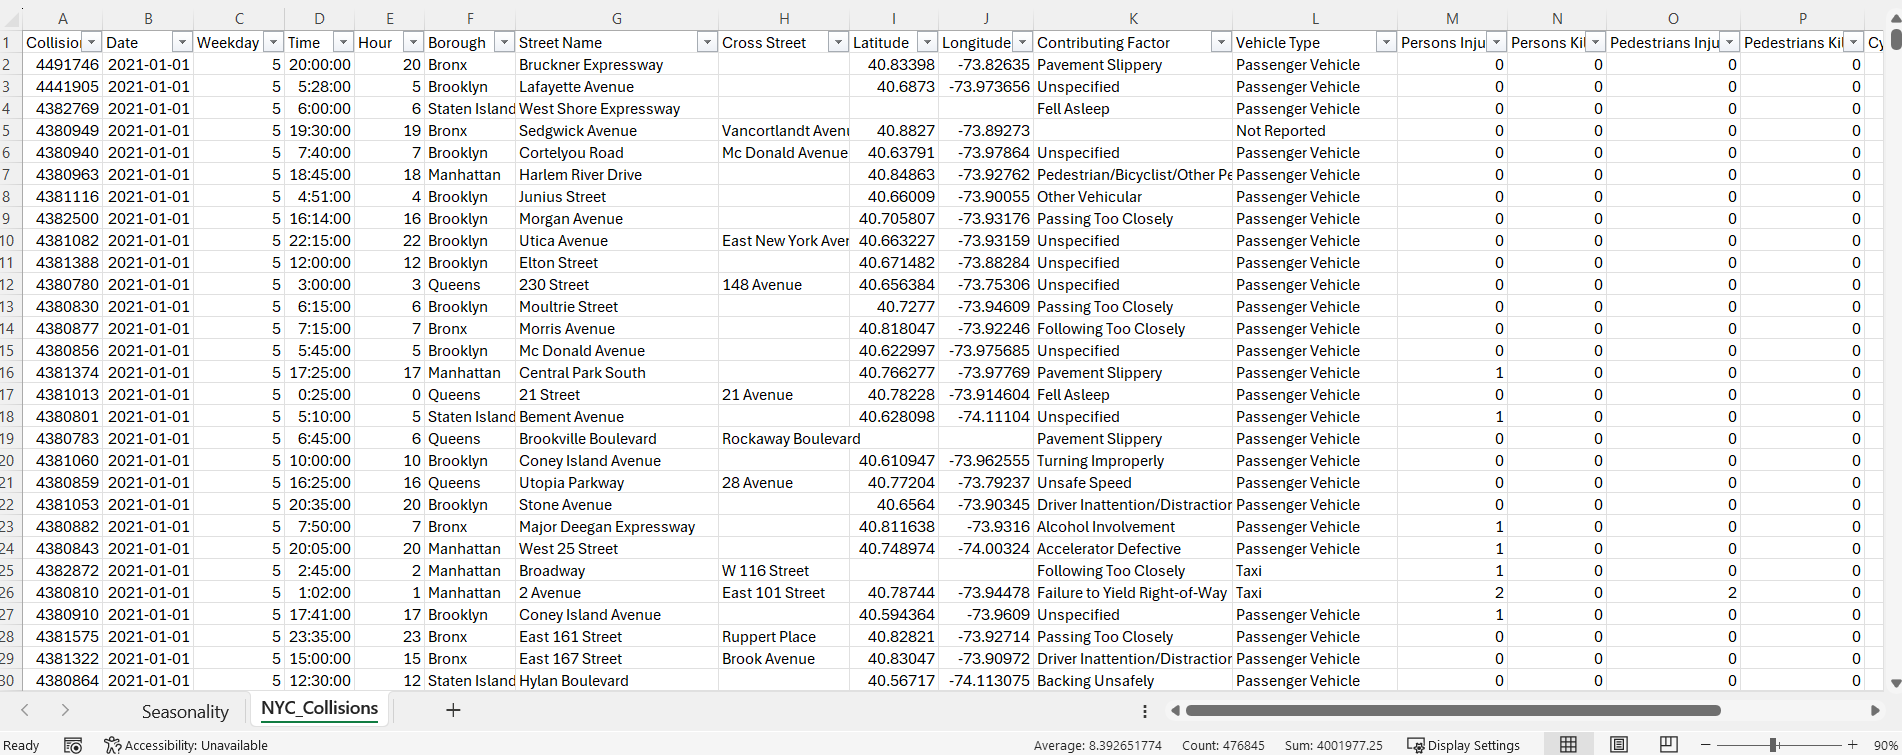 A B C D E F G H I J K L M N O P
1 Collisio Date Weekday Time Hour Borough Street Name Cross Street Latitude Longitude Contributing Factor Vehicle Type Persons Inju Persons Kil Pedestrians Inju Pedestrians Kil Cy
2 4491746 2021-01-01 5 20:00:00 20 Bronx Bruckner Expressway 40.83398 -73.82635 Pavement Slippery Passenger Vehicle 0 0 0 0
3 4441905 2021-01-01 5 5:28:00 5 Brooklyn Lafayette Avenue 40.6873 -73.973656 Unspecified Passenger Vehicle 0 0 0 0
4 4382769 2021-01-01 5 6:00:00 6 Staten Island West Shore Expressway Fell Asleep Passenger Vehicle 0 0 0 0
5 4380949 2021-01-01 5 19:30:00 19 Bronx Sedgwick Avenue Vancortlandt Avenu 40.8827 -73.89273 Not Reported 0 0 0 0
6 4380940 2021-01-01 5 7:40:00 7 Brooklyn Cortelyou Road Mc Donald Avenue 40.63791 -73.97864 Unspecified Passenger Vehicle 0 0 0 0
7 4380963 2021-01-01 5 18:45:00 18 Manhattan Harlem River Drive 40.84863 -73.92762 Pedestrian/Bicyclist/Other Pe Passenger Vehicle 0 0 0 0
8 4381116 2021-01-01 5 4:51:00 4 Brooklyn Junius Street 40.66009 -73.90055 Other Vehicular Passenger Vehicle 0 0 0 0
9 4382500 2021-01-01 5 16:14:00 16 Brooklyn Morgan Avenue 40.705807 -73.93176 Passing Too Closely Passenger Vehicle 0 0 0 0
10 4381082 2021-01-01 5 22:15:00 22 Brooklyn Utica Avenue East New York Aver 40.663227 -73.93159 Unspecified Passenger Vehicle 0 0 0 0
11 4381388 2021-01-01 5 12:00:00 12 Brooklyn Elton Street 40.671482 -73.88284 Unspecified Passenger Vehicle 0 0 0 0
12 4380780 2021-01-01 5 3:00:00 3 Queens 230 Street 148 Avenue 40.656384 -73.75306 Unspecified Passenger Vehicle 0 0 0 0
13 4380830 2021-01-01 5 6:15:00 6 Brooklyn Moultrie Street 40.7277 -73.94609 Passing Too Closely Passenger Vehicle 0 0 0 0
14 4380877 2021-01-01 5 7:15:00 7 Bronx Morris Avenue 40.818047 -73.92246 Following Too Closely Passenger Vehicle 0 0 0 0
15 4380856 2021-01-01 5 5:45:00 5 Brooklyn Mc Donald Avenue 40.622997 -73.975685 Unspecified Passenger Vehicle 0 0 0 0
16 4381374 2021-01-01 5 17:25:00 17 Manhattan Central Park South 40.766277 -73.97769 Pavement Slippery Passenger Vehicle 1 0 0 0
17 4381013 2021-01-01 5 0:25:00 0 Queens 21 Street 21 Avenue 40.78228 -73.914604 Fell Asleep Passenger Vehicle 0 0 0 0
18 4380801 2021-01-01 5 5:10:00 5 Staten Island Bement Avenue 40.628098 -74.11104 Unspecified Passenger Vehicle 1 0 0 0
19 4380783 2021-01-01 5 6:45:00 6 Queens Brookville Boulevard Rockaway Boulevard Pavement Slippery Passenger Vehicle 0 0 0 0
20 4381060 2021-01-01 5 10:00:00 10 Brooklyn Coney Island Avenue 40.610947 -73.962555 Turning Improperly Passenger Vehicle 0 0 0 0
21 4380859 2021-01-01 5 16:25:00 16 Queens Utopia Parkway 28 Avenue 40.77204 -73.79237 Unsafe Speed Passenger Vehicle 0 0 0 0
22 4381053 2021-01-01 5 20:35:00 20 Brooklyn Stone Avenue 40.6564 -73.90345 Driver Inattention/Distraction Passenger Vehicle 0 0 0 0
23 4380882 2021-01-01 5 7:50:00 7 Bronx Major Deegan Expressway 40.811638 -73.9316 Alcohol Involvement Passenger Vehicle 1 0 0 0
24 4380843 2021-01-01 5 20:05:00 20 Manhattan West 25 Street 40.748974 -74.00324 Accelerator Defective Passenger Vehicle 1 0 0 0
25 4382872 2021-01-01 5 2:45:00 2 Manhattan Broadway W 116 Street Following Too Closely Taxi 1 0 0 0
26 4380810 2021-01-01 5 1:02:00 1 Manhattan 2 Avenue East 101 Street 40.78744 -73.94478 Failure to Yield Right-of-Way Taxi 2 0 2 0
27 4380910 2021-01-01 5 17:41:00 17 Brooklyn Coney Island Avenue 40.594364 -73.9609 Unspecified Passenger Vehicle 1 0 0 0
28 4381575 2021-01-01 5 23:35:00 23 Bronx East 161 Street Ruppert Place 40.82821 -73.92714 Passing Too Closely Passenger Vehicle 0 0 0 0
29 4381322 2021-01-01 5 15:00:00 15 Bronx East 167 Street Brook Avenue 40.83047 -73.90972 Driver Inattention/Distraction Passenger Vehicle 0 0 0 0
30 4380864 2021-01-01 5 12:30:00 12 Staten Island Hylan Boulevard 40.56717 -74.113075 Backing Unsafely Passenger Vehicle 0 0 0 0
Seasonality NYC_Collisions
Ready Accessibility: Unavailable Average: 8.392651774 Count: 476845 Sum: 4001977.25 Display Settings 90%